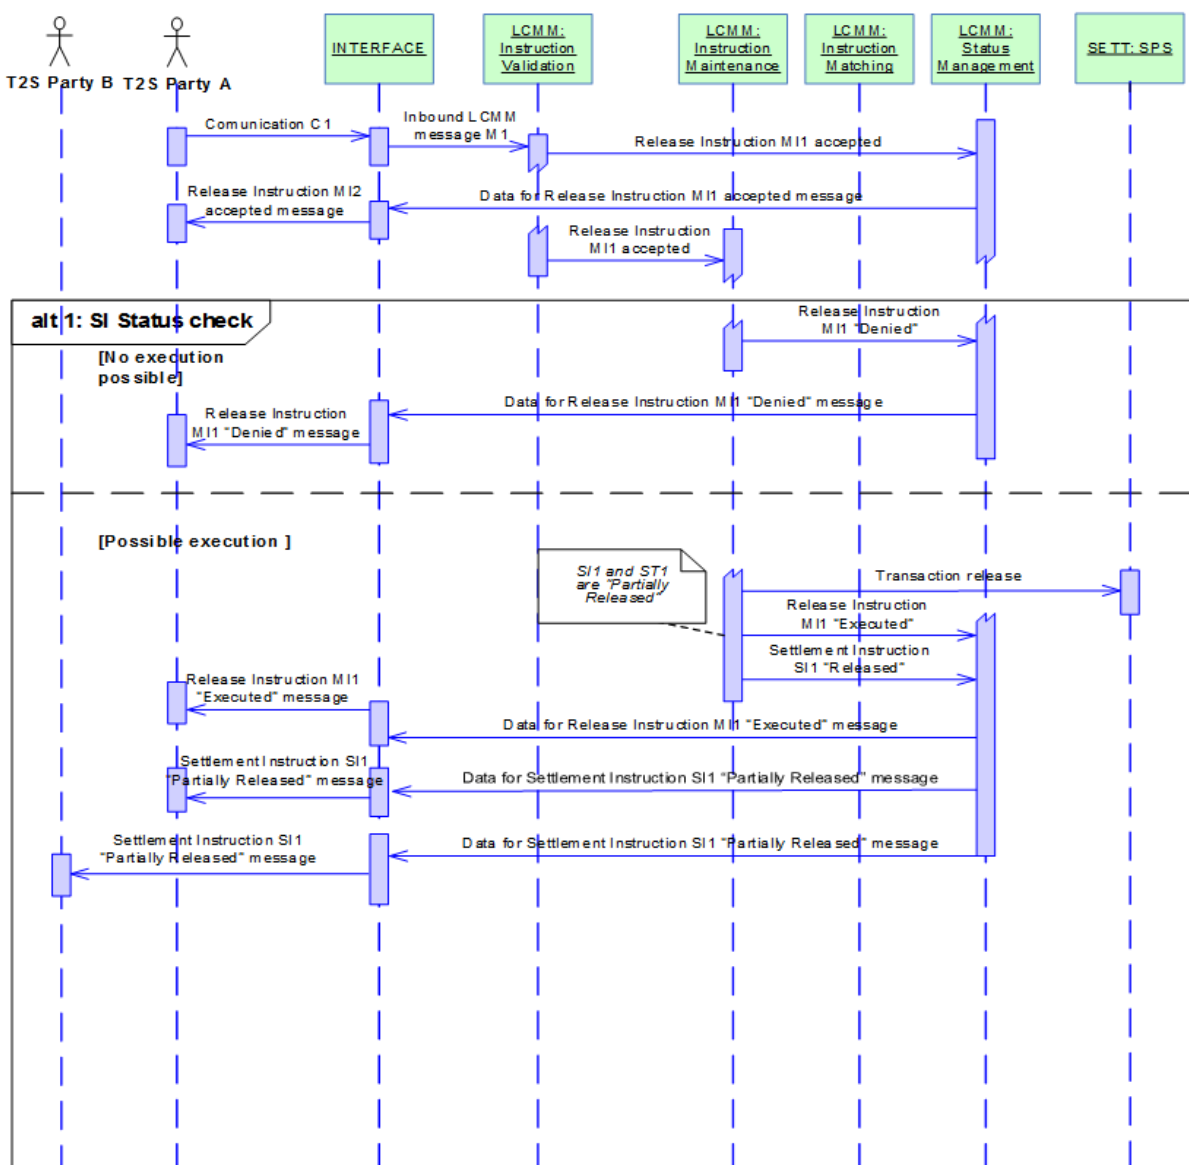 T2S Party B
T2S Party A
INTERFACE
LCMM:
Instruction
Validation
LCMM:
Instruction
Maintenance
LCMM:
Instruction
Matching
LCMM:
Status
Management
SETT: SPS
Comunication C1
Inbound LCMM
message M1
Release Instruction MI1 accepted
Release Instruction MI2
accepted message
Data for Release Instruction MI1 accepted message
Release Instruction
MI1 accepted
alt 1: SI Status check
[No execution
possible]
Release Instruction
MI1 "Denied"
Data for Release Instruction MI1 "Denied" message
Release Instruction
MI1 "Denied" message
[Possible execution ]
SI1 and ST1
are "Partially
Released"
Transaction release
Release Instruction
MI1 "Executed"
Settlement Instruction
SI1 "Released"
Release Instruction MI1
"Executed" message
Data for Release Instruction MI1 "Executed" message
Settlement Instruction SI1
"Partially Released" message
Data for Settlement Instruction SI1 "Partially Released" message
Settlement Instruction SI1
"Partially Released" message
Data for Settlement Instruction SI1 "Partially Released" message